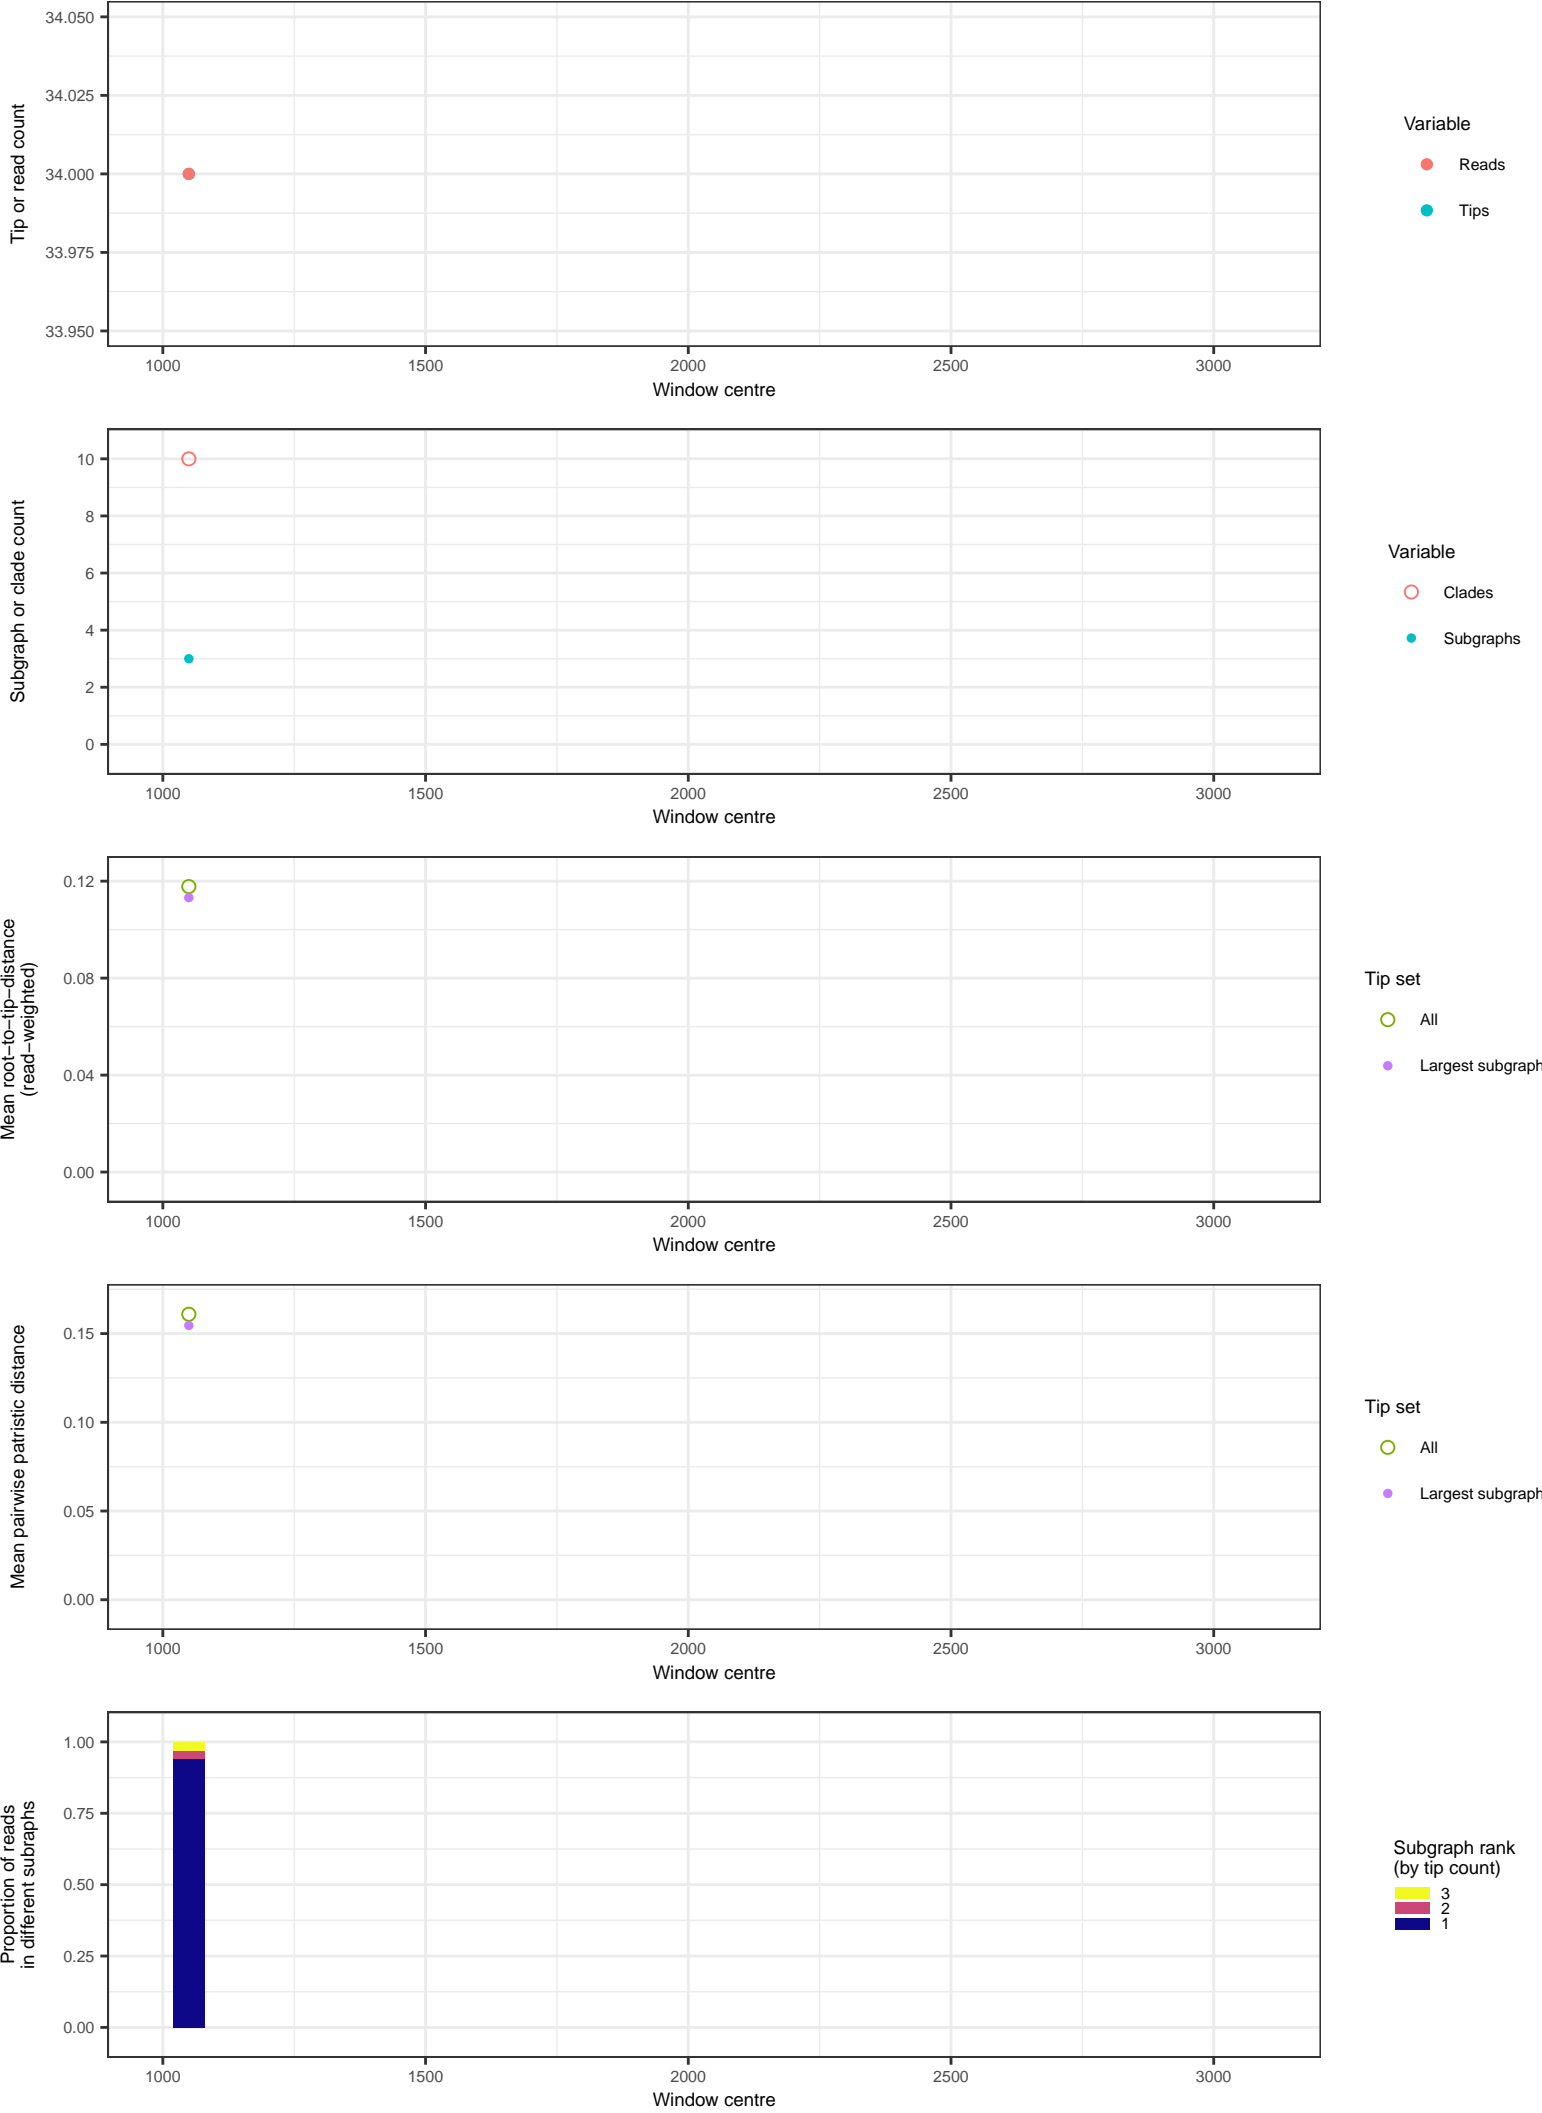 34.050
34.025
34.000
33.975
33.950
Tip or read count
1000 1500 2000 2500 3000
Window centre
Variable
Reads
Tips
10
8
6
4
2
0
Subgraph or clade count
1000 1500 2000 2500 3000
Window centre
Variable
Clades
Subgraphs
0.12
0.08
0.04
0.00
Mean root−to−tip−distance
(read−weighted)
1000 1500 2000 2500 3000
Window centre
Tip set
All
Largest subgraph
0.15
0.10
0.05
0.00
Mean pairwise patristic distance
1000 1500 2000 2500 3000
Window centre
Tip set
All
Largest subgraph
1.00
0.75
0.50
0.25
0.00
Proportion of reads
in different subraphs
1000 1500 2000 2500 3000
Window centre
Subgraph rank
(by tip count)
3
2
1